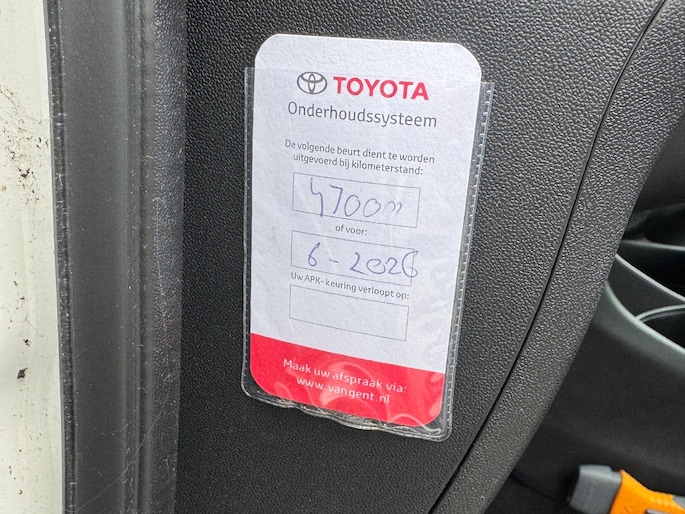 TOYOTA
Onderhoudssysteem
De volgende beurt dient te worden
uitgevoerd bij kilometerstand:
47000
of voor:
6-2026
Uw APK-keuring verloopt op:
Maak uw afspraak via:
www.vangent.nl